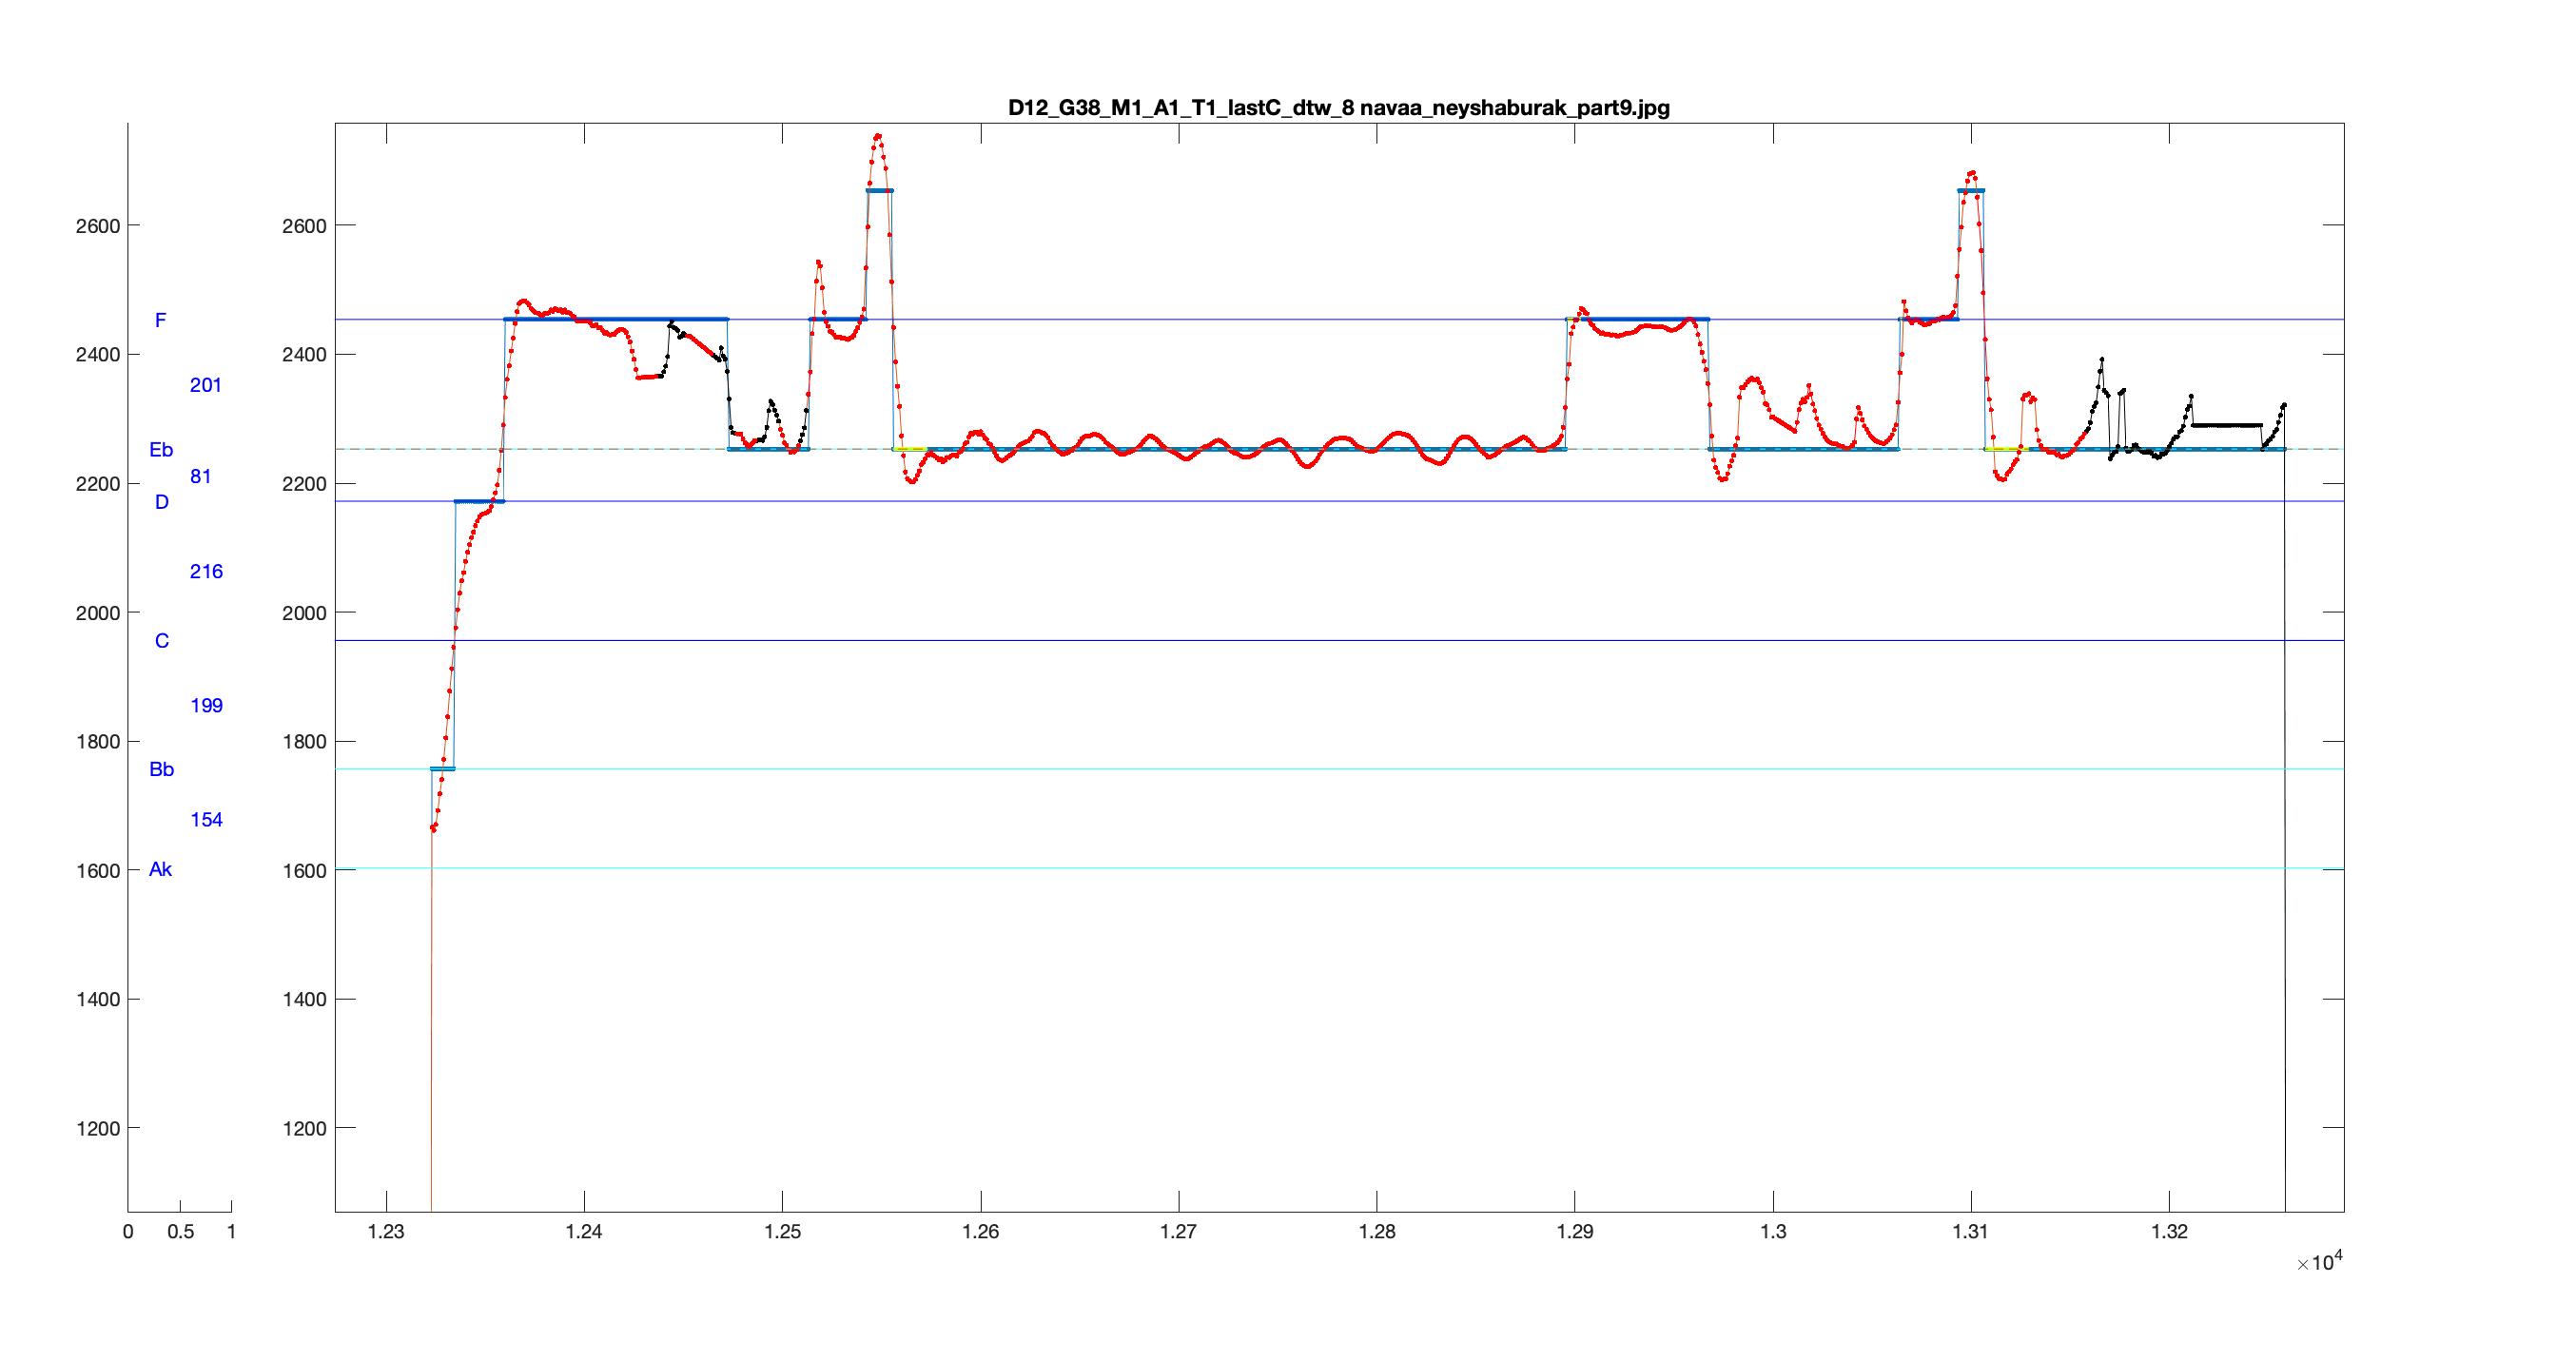 D12_G38_M1_A1_T1_lastC_dtw_8 navaa_neyshaburak_part9.jpg
2600 2600
F
2400 2400
201
Eb
81
2200 2200
D
216
2000 2000
C
199
1800 1800
Bb
154
1600 Ak 1600
1400 1400
1200 1200
0 0.5 1 1.23 1.24 1.25 1.26 1.27 1.28 1.29 1.3 1.31 1.32
×10⁴